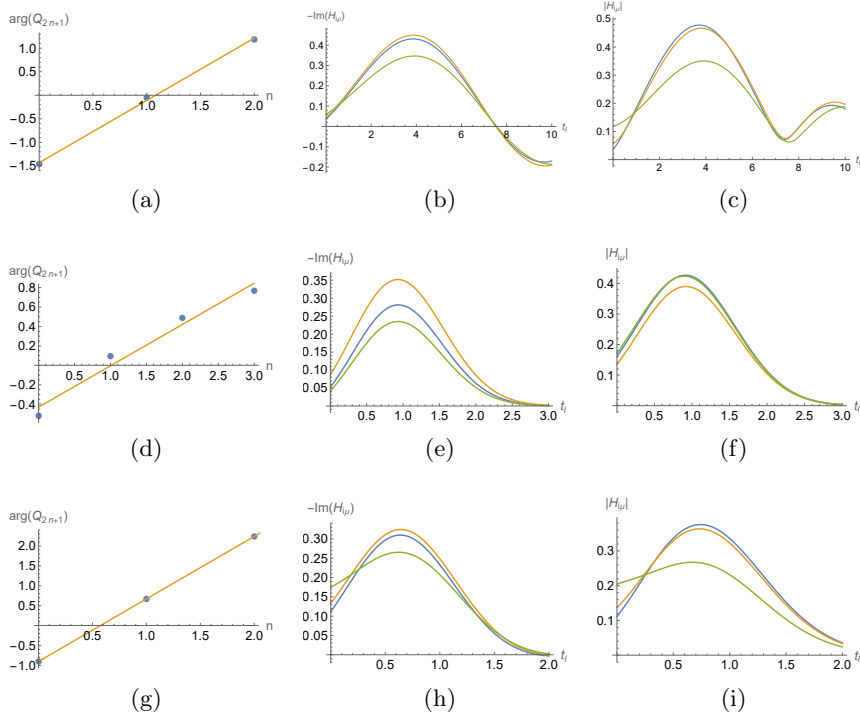 arg(Q2n+1)
1.0
0.5
−0.5
−1.0
−1.5
0.5 1.0 1.5 2.0 n
(a)
−Im(Hiμ)
0.4
0.3
0.2
0.1
−0.1
−0.2
2 4 6 8 10 tl
(b)
|Hiμ|
0.5
0.4
0.3
0.2
0.1
0 2 4 6 8 10 tl
(c)
arg(Q2n+1)
0.8
0.6
0.4
0.2
−0.2
−0.4
0.5 1.0 1.5 2.0 2.5 3.0 n
(d)
−Im(Hiμ)
0.35
0.30
0.25
0.20
0.15
0.10
0.05
0.5 1.0 1.5 2.0 2.5 3.0 tl
(e)
|Hiμ|
0.4
0.3
0.2
0.1
0.5 1.0 1.5 2.0 2.5 3.0 tl
(f)
arg(Q2n+1)
2.0
1.5
1.0
0.5
−0.5
−1.0
0.5 1.0 1.5 2.0 n
(g)
−Im(Hiμ)
0.30
0.25
0.20
0.15
0.10
0.05
0.5 1.0 1.5 2.0 tl
(h)
|Hiμ|
0.3
0.2
0.1
0.5 1.0 1.5 2.0 tl
(i)